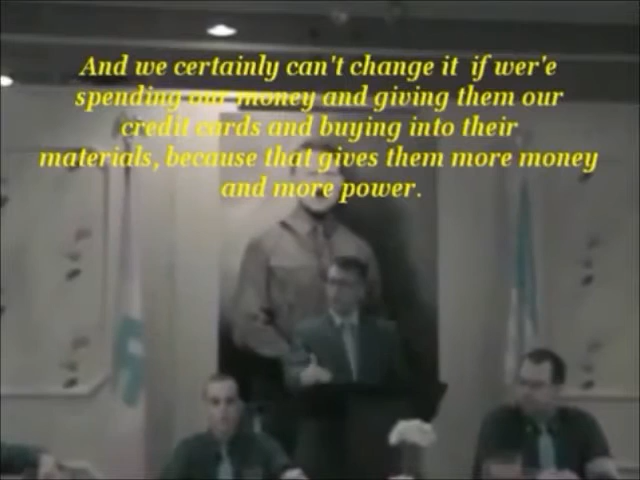 And we certainly can't change it if wer'e
spending our money and giving them our
credit cards and buying into their
materials, because that gives them more money
and more power.